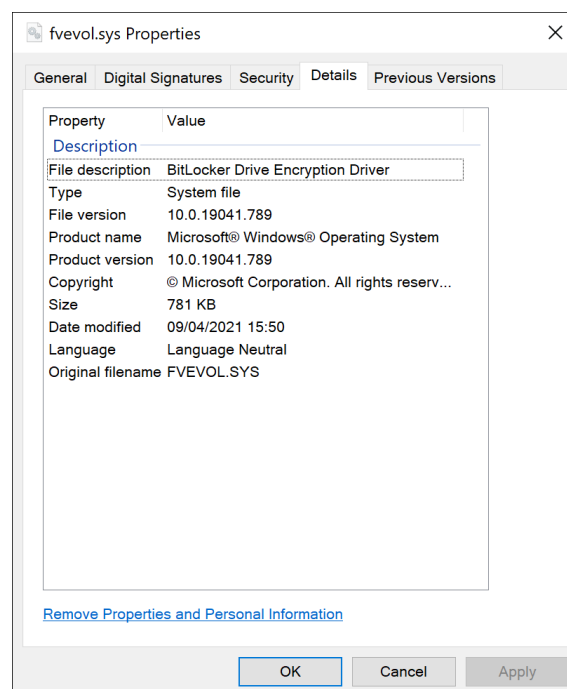 fvevol.sys Properties
General Digital Signatures Security Details Previous Versions
Property Value
Description
File description BitLocker Drive Encryption Driver
Type System file
File version 10.0.19041.789
Product name Microsoft® Windows® Operating System
Product version 10.0.19041.789
Copyright © Microsoft Corporation. All rights reserv...
Size 781 KB
Date modified 09/04/2021 15:50
Language Language Neutral
Original filename FVEVOL.SYS
Remove Properties and Personal Information
OK Cancel Apply